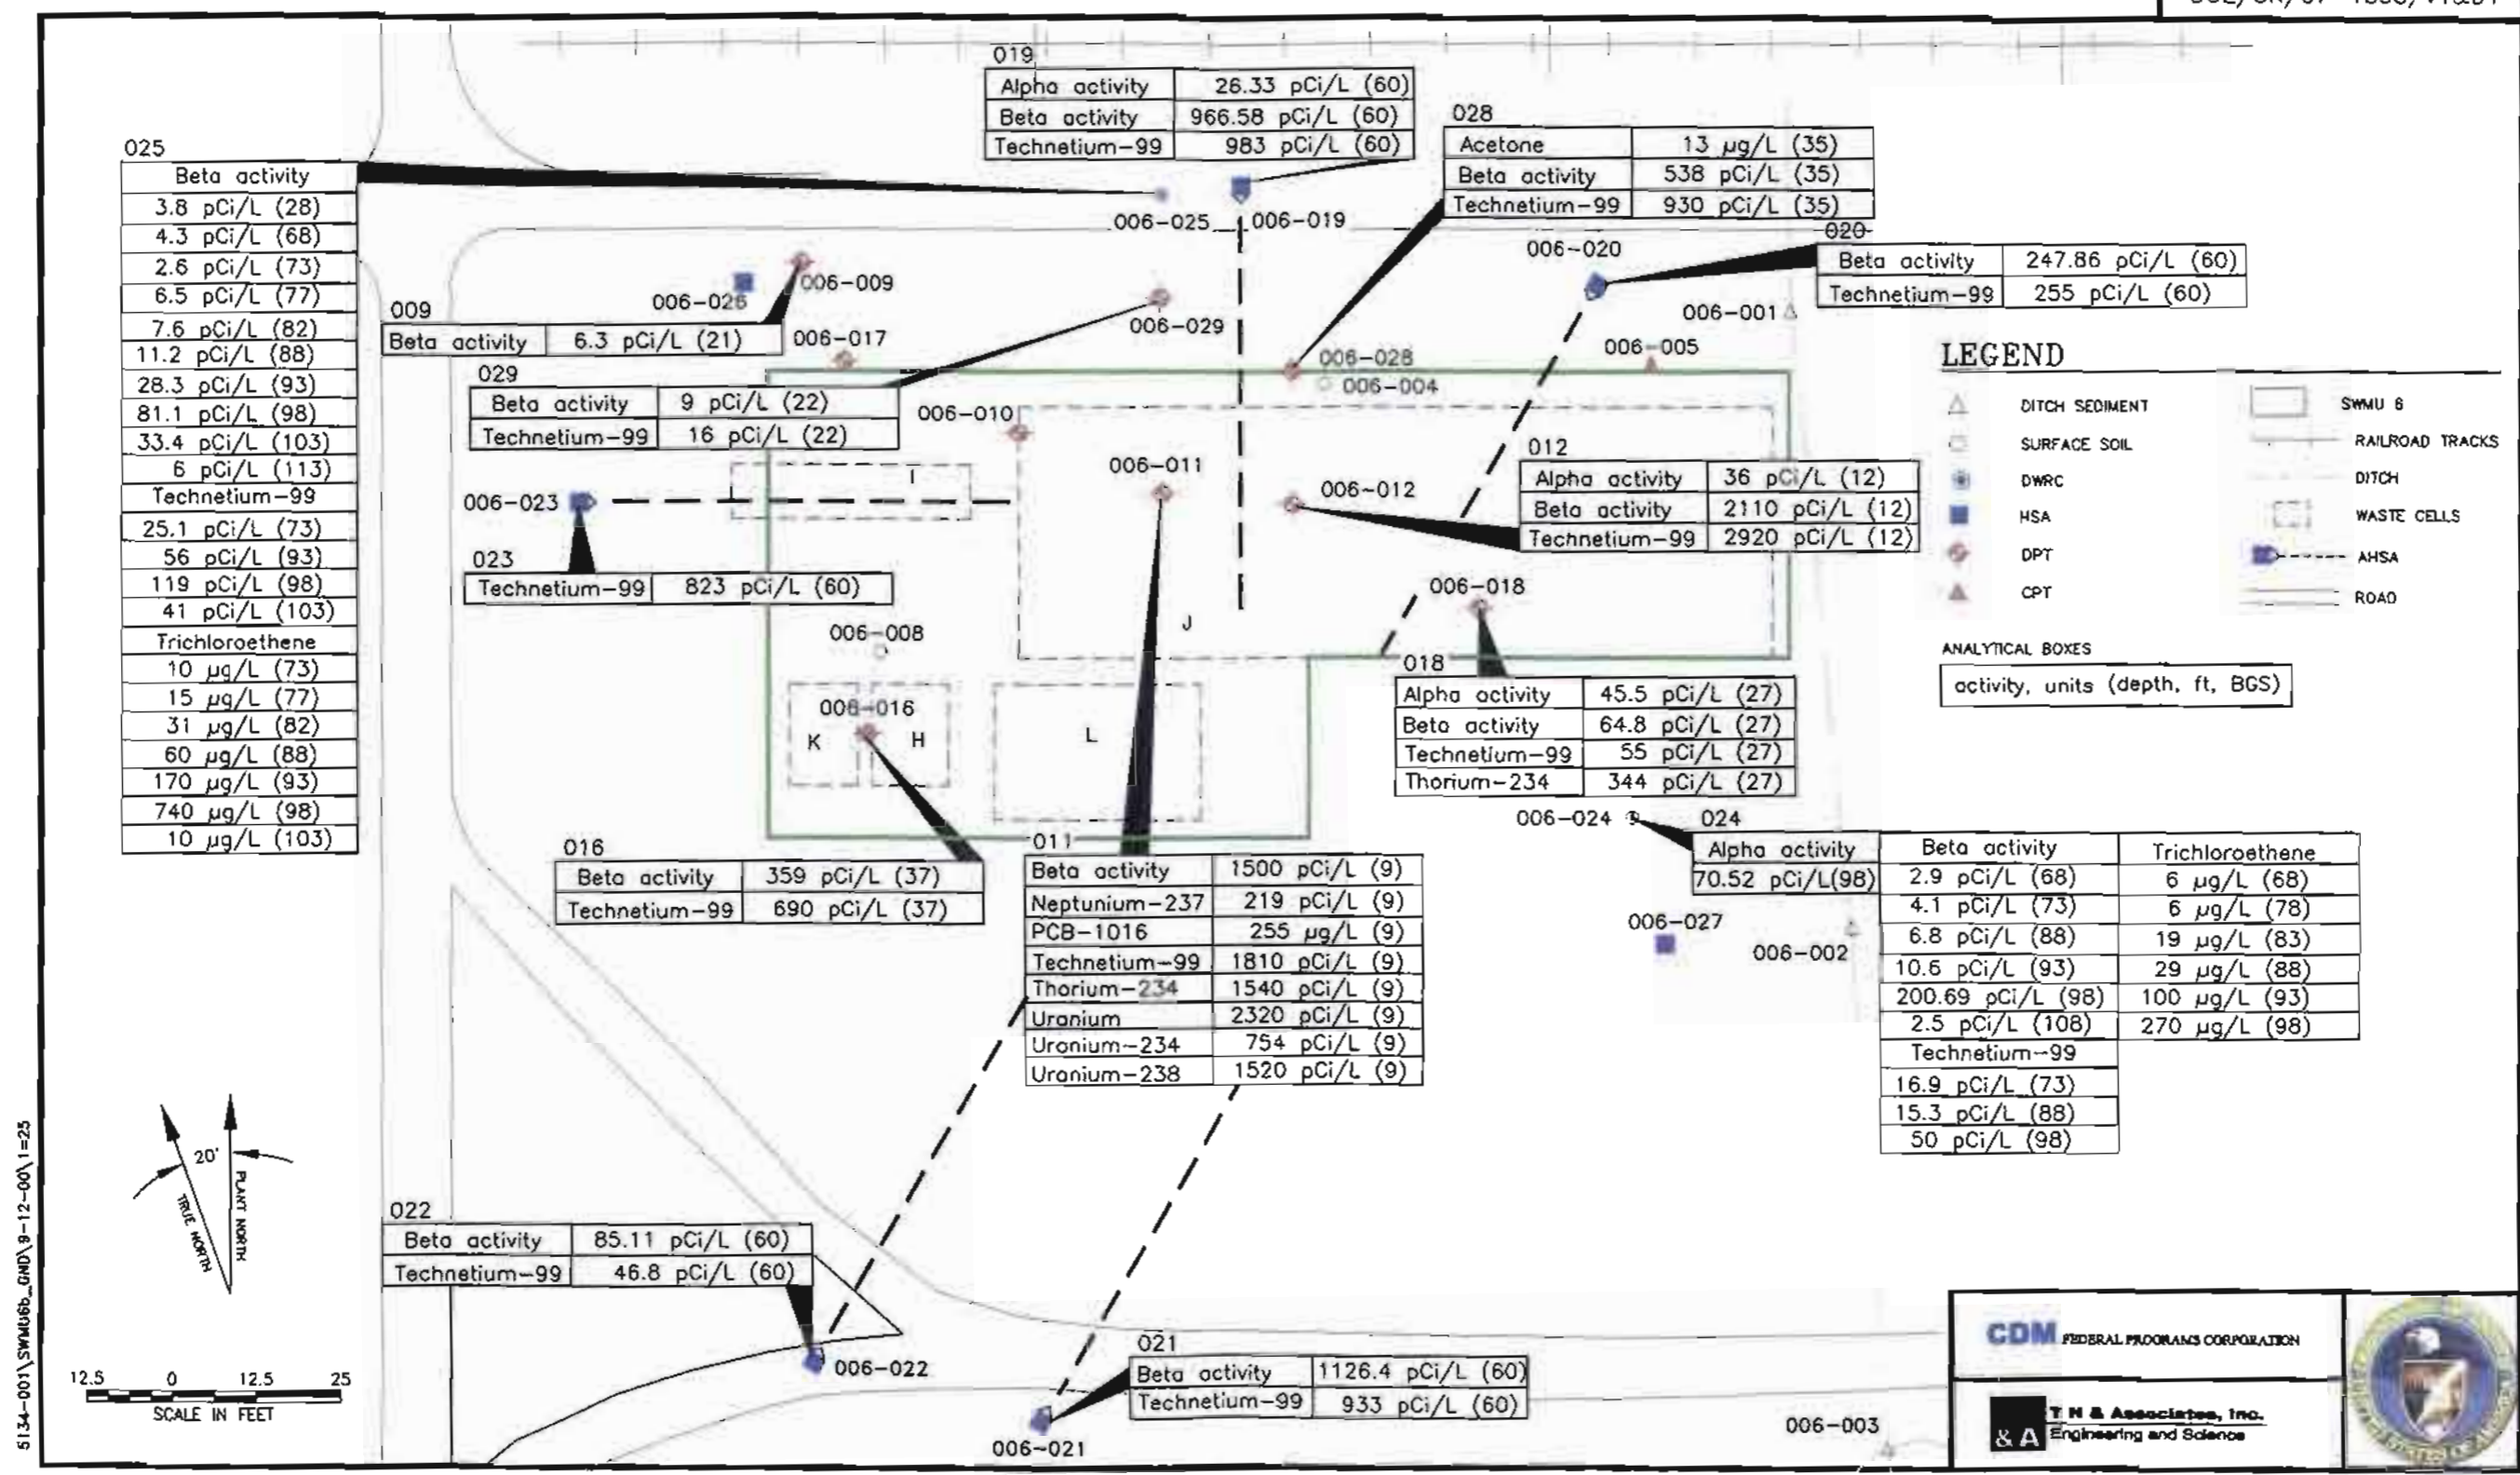 019
Alpha activity 26.33 pCi/L (60)
Beta activity 966.58 pCi/L (60)
Technetium-99 983 pCi/L (60)
028
Acetone 13 µg/L (35)
Beta activity 538 pCi/L (35)
Technetium-99 930 pCi/L (35)
025
Beta activity
3.8 pCi/L (28)
4.3 pCi/L (68)
2.6 pCi/L (73)
6.5 pCi/L (77)
7.6 pCi/L (82)
11.2 pCi/L (88)
28.3 pCi/L (93)
81.1 pCi/L (98)
33.4 pCi/L (103)
6 pCi/L (113)
Technetium-99
25.1 pCi/L (73)
56 pCi/L (93)
119 pCi/L (98)
41 pCi/L (103)
Trichloroethene
10 µg/L (73)
15 µg/L (77)
31 µg/L (82)
60 µg/L (88)
170 µg/L (93)
740 µg/L (98)
10 µg/L (103)
006-025
006-019
006-020
020
Beta activity 247.86 pCi/L (60)
Technetium-99 255 pCi/L (60)
006-026
006-009
009
Beta activity 6.3 pCi/L (21)
006-017
006-029
006-001
006-028
006-004
006-005
029
Beta activity 9 pCi/L (22)
Technetium-99 16 pCi/L (22)
006-010
006-011
006-012
012
Alpha activity 36 pCi/L (12)
Beta activity 2110 pCi/L (12)
Technetium-99 2920 pCi/L (12)
LEGEND
DITCH SEDIMENT
SURFACE SOIL
DWRC
HSA
DPT
CPT
SWMU 6
RAILROAD TRACKS
DITCH
WASTE CELLS
AHSA
ROAD
ANALYTICAL BOXES
activity, units (depth, ft, BGS)
I
006-023
023
Technetium-99 823 pCi/L (60)
006-018
J
006-008
018
Alpha activity 45.5 pCi/L (27)
Beta activity 64.8 pCi/L (27)
Technetium-99 55 pCi/L (27)
Thorium-234 344 pCi/L (27)
006-016
K
H
L
016
Beta activity 359 pCi/L (37)
Technetium-99 690 pCi/L (37)
011
Beta activity 1500 pCi/L (9)
Neptunium-237 219 pCi/L (9)
PCB-1016 255 µg/L (9)
Technetium-99 1810 pCi/L (9)
Thorium-234 1540 pCi/L (9)
Uranium 2320 pCi/L (9)
Uranium-234 754 pCi/L (9)
Uranium-238 1520 pCi/L (9)
006-024
024
Alpha activity
70.52 pCi/L(98)
Beta activity
2.9 pCi/L (68)
4.1 pCi/L (73)
6.8 pCi/L (88)
10.6 pCi/L (93)
200.69 pCi/L (98)
2.5 pCi/L (108)
Technetium-99
16.9 pCi/L (73)
15.3 pCi/L (88)
50 pCi/L (98)
Trichloroethene
6 µg/L (68)
6 µg/L (78)
19 µg/L (83)
29 µg/L (88)
100 µg/L (93)
270 µg/L (98)
006-027
006-002
20'
TRUE NORTH
PLANT NORTH
022
Beta activity 85.11 pCi/L (60)
Technetium-99 46.8 pCi/L (60)
006-022
021
Beta activity 1126.4 pCi/L (60)
Technetium-99 933 pCi/L (60)
006-021
006-003
12.5 0 12.5 25
SCALE IN FEET
5134-001\SWMU6b_GND\9-12-00\1=25
CDM FEDERAL PROGRAMS CORPORATION
T N & Associates, Inc.
Engineering and Science
& A